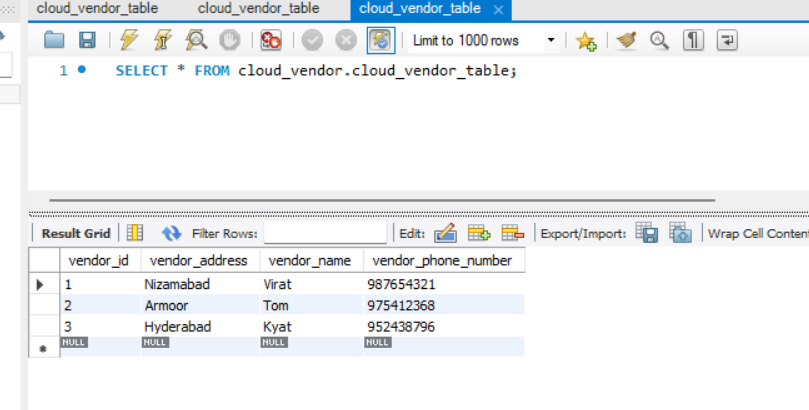 cloud_vendor_table cloud_vendor_table cloud_vendor_table
Limit to 1000 rows
1 SELECT * FROM cloud_vendor.cloud_vendor_table;
Result Grid Filter Rows: Edit: Export/Import: Wrap Cell Conten
vendor_id vendor_address vendor_name vendor_phone_number
1 Nizamabad Virat 987654321
2 Armoor Tom 975412368
3 Hyderabad Kyat 952438796
NULL NULL NULL NULL